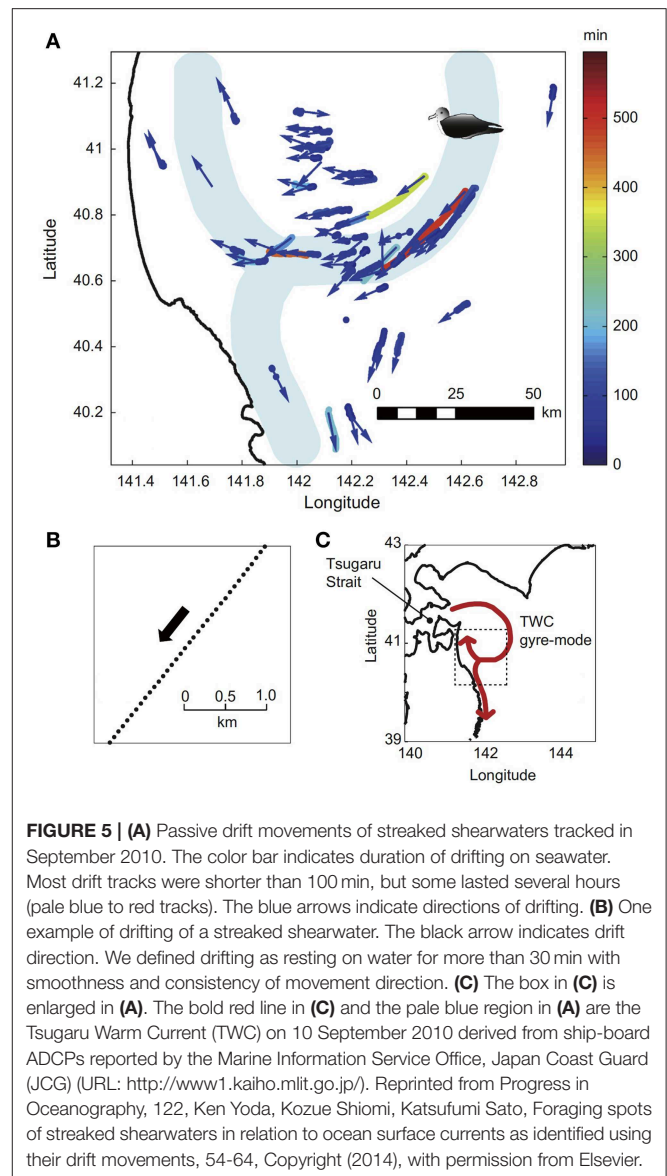 A
min
41.2
41
40.8
40.6
40.4
40.2
Latitude
500
400
300
200
100
0
0 25 50
km
141.4 141.6 141.8 142 142.2 142.4 142.6 142.8
Longitude
B
0 0.5 1.0
km
C
43
41
39
Latitude
Tsugaru
Strait
TWC
gyre-mode
140 142 144
Longitude
FIGURE 5 | (A) Passive drift movements of streaked shearwaters tracked in
September 2010. The color bar indicates duration of drifting on seawater.
Most drift tracks were shorter than 100 min, but some lasted several hours
(pale blue to red tracks). The blue arrows indicate directions of drifting. (B) One
example of drifting of a streaked shearwater. The black arrow indicates drift
direction. We defined drifting as resting on water for more than 30 min with
smoothness and consistency of movement direction. (C) The box in (C) is
enlarged in (A). The bold red line in (C) and the pale blue region in (A) are the
Tsugaru Warm Current (TWC) on 10 September 2010 derived from ship-board
ADCPs reported by the Marine Information Service Office, Japan Coast Guard
(JCG) (URL: http://www1.kaiho.mlit.go.jp/). Reprinted from Progress in
Oceanography, 122, Ken Yoda, Kozue Shiomi, Katsufumi Sato, Foraging spots
of streaked shearwaters in relation to ocean surface currents as identified using
their drift movements, 54-64, Copyright (2014), with permission from Elsevier.